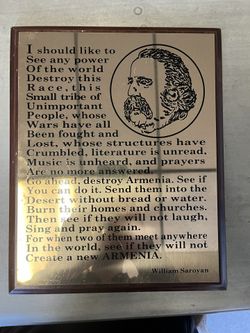 I should like to
See any power
Of the world
Destroy this
Race, this
Small tribe of
Unimportant
People, whose
Wars have all
Been fought and
Lost, whose structures have
Crumbled, literature is unread,
Music is unheard, and prayers
Are no more answered.
Go ahead, destroy Armenia. See if
You can do it. Send them into the
Desert without bread or water.
Burn their homes and churches.
Then see if they will not laugh,
Sing and pray again.
For when two of them meet anywhere
In the world, see if they will not
Create a new ARMENIA.
William Saroyan